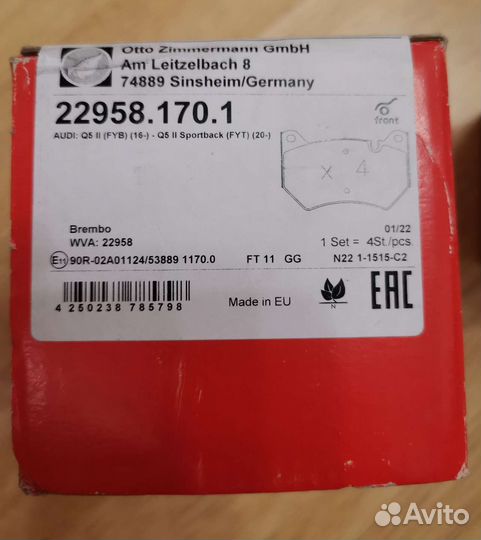 Otto Zimmermann GmbH
Am Leitzelbach 8
74889 Sinsheim/Germany
22958.170.1
AUDI: Q5 II (FYB) (16-) - Q5 II Sportback (FYT) (20-)
front
x 4
Brembo
WVA: 22958
01/22
1 Set = 4St./pcs
E11 90R-02A01124/53889 1170.0 FT 11 GG N22 1-1515-C2
Made in EU
N
EAC
4 250238 785798
Avito